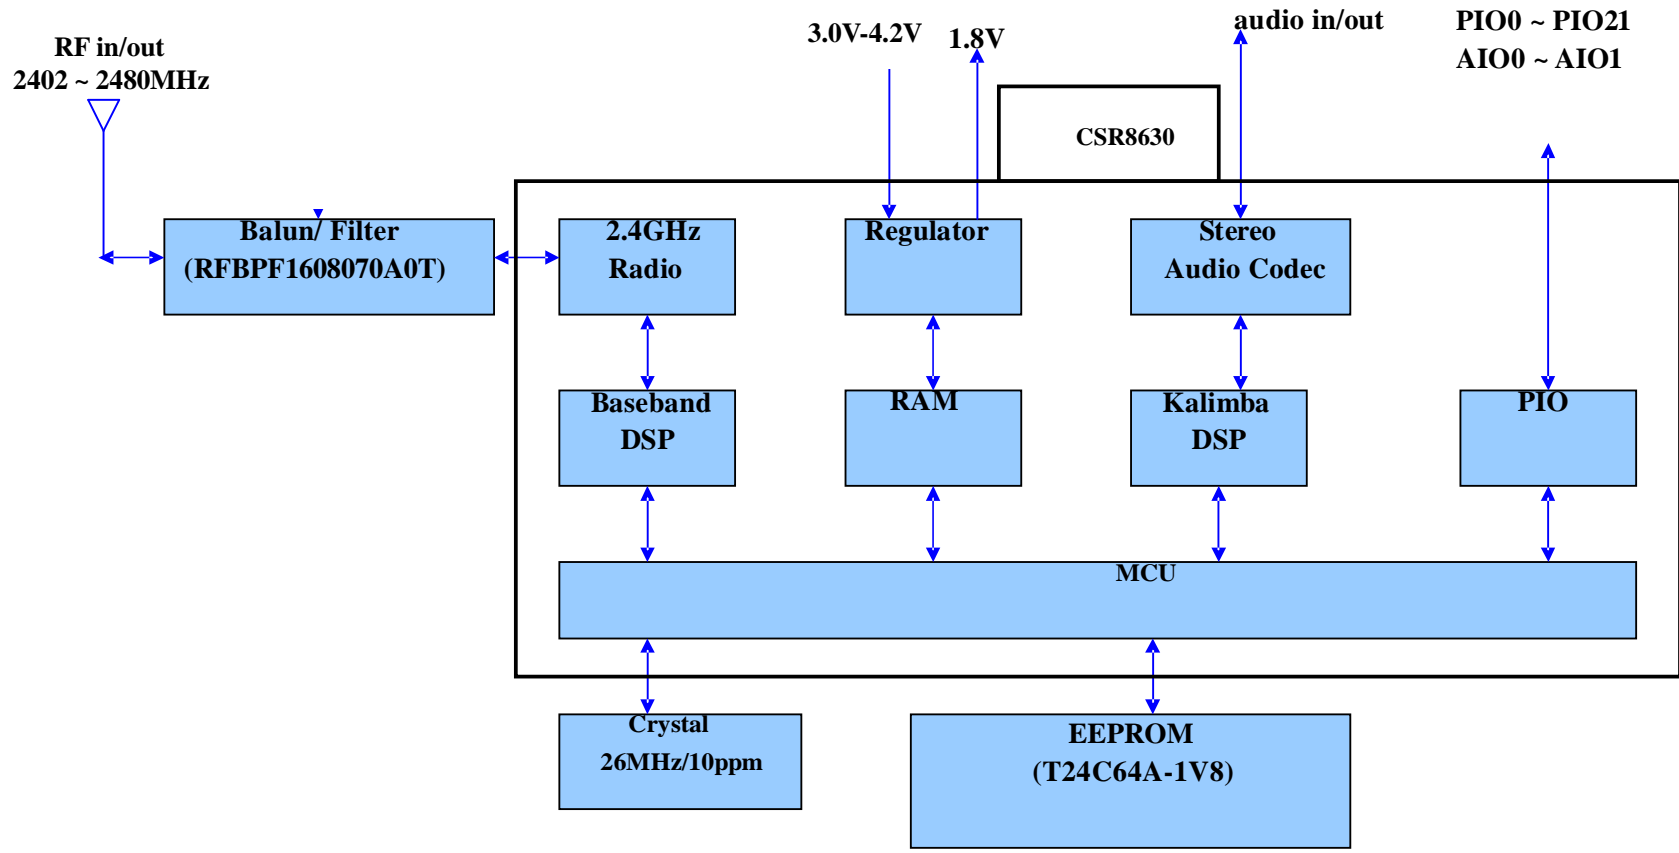 RF in/out
2402 ~ 2480MHz
3.0V-4.2V
1.8V
audio in/out
PIO0 ~ PIO21
AIO0 ~ AIO1
CSR8630
Balun/ Filter
(RFBPF1608070A0T)
2.4GHz
Radio
Regulator
Stereo
Audio Codec
Baseband
DSP
RAM
Kalimba
DSP
PIO
MCU
Crystal
26MHz/10ppm
EEPROM
(T24C64A-1V8)